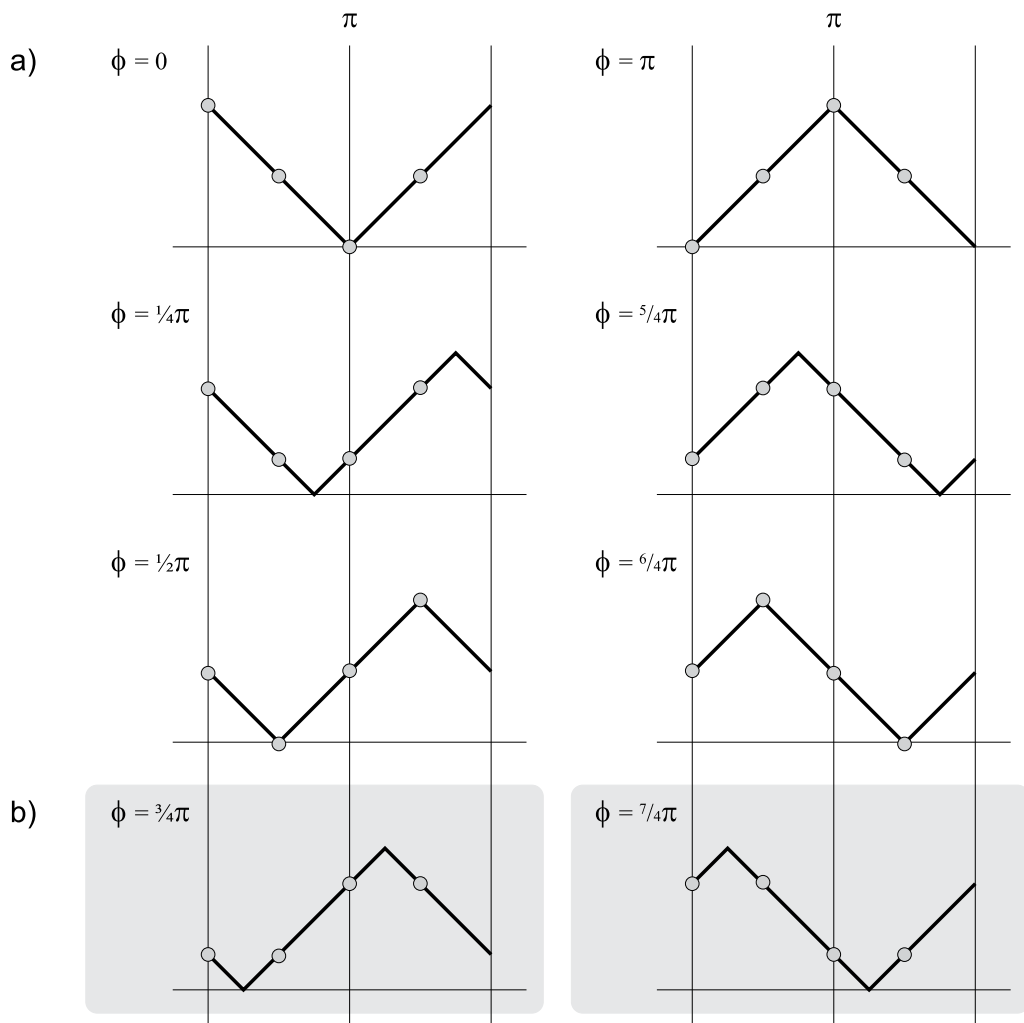 π π
a) ϕ = 0 ϕ = π
ϕ = ¼π ϕ = 5/4π
ϕ = ½π ϕ = 6/4π
b) ϕ = ¾π ϕ = 7/4π